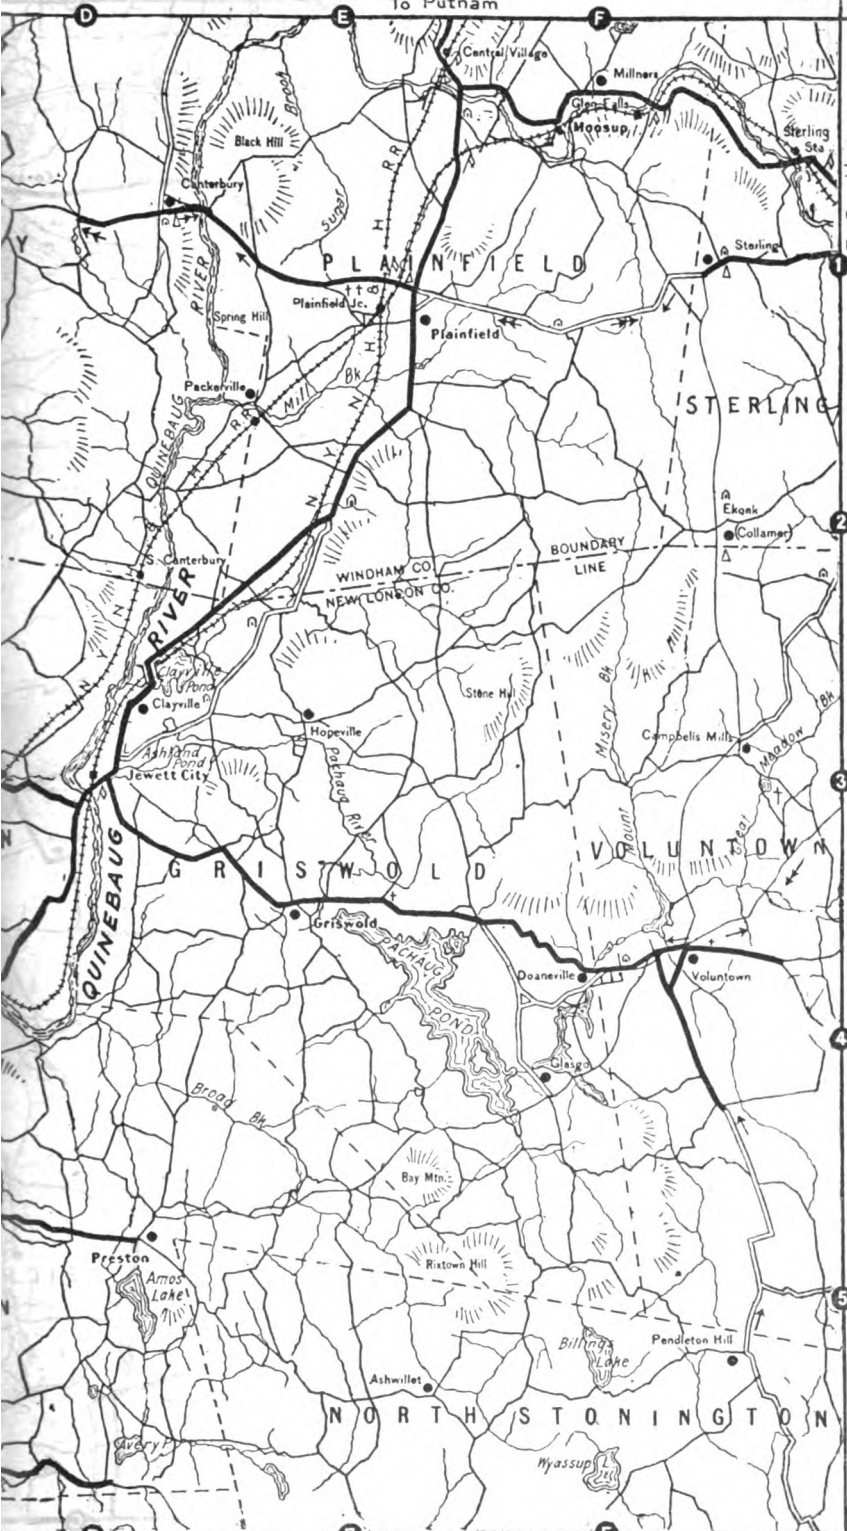 To Putnam
D E F
Central Village
Millners
Glen Falls
Moosup
Sterling
Sta
Brook
Black Hill
Canterbury
Sugar
R R
H
Y
PLAINFIELD
Sterling
1
RIVER
&
Plainfield Jc.
Spring Hill
Plainfield
H
Packerville
Mill Bk
N
STERLING
QUINEBAUG
R R
H
Y
N
Ekonk
(Collamer)
2
&
S. Canterbury
WINDHAM CO.
NEW LONDON CO.
BOUNDARY
LINE
RIVER
N
Y
N
Clayville
Pond
Clayville
Stone Hill
Misery Bk
Hopeville
Campbells Mills
Meadow Bk
Ashland
Pond
Jewett City
Pachaug River
3
N
Mount
Great
VOLUNTOWN
GRISWOLD
QUINEBAUG
Griswold
PACHAUG
POND
Doaneville
Voluntown
4
Glasgo
Broad
Bk
Bay Mtn.
Preston
Amos
Lake
Rixtown Hill
N
5
Billings
Lake
Pendleton Hill
Ashwillet
NORTH STONINGTON
Avery P
Wyassup L